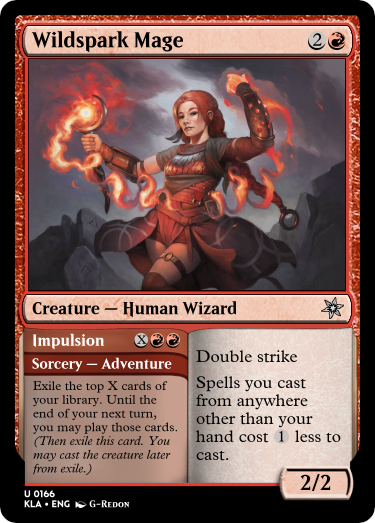 Wildspark Mage 2
Creature — Human Wizard
Impulsion X
Sorcery — Adventure
Exile the top X cards of
your library. Until the
end of your next turn,
you may play those cards.
(Then exile this card. You
may cast the creature later
from exile.)
Double strike
Spells you cast
from anywhere
other than your
hand cost 1 less to
cast.
2/2
U 0166
KLA • ENG G-Redon